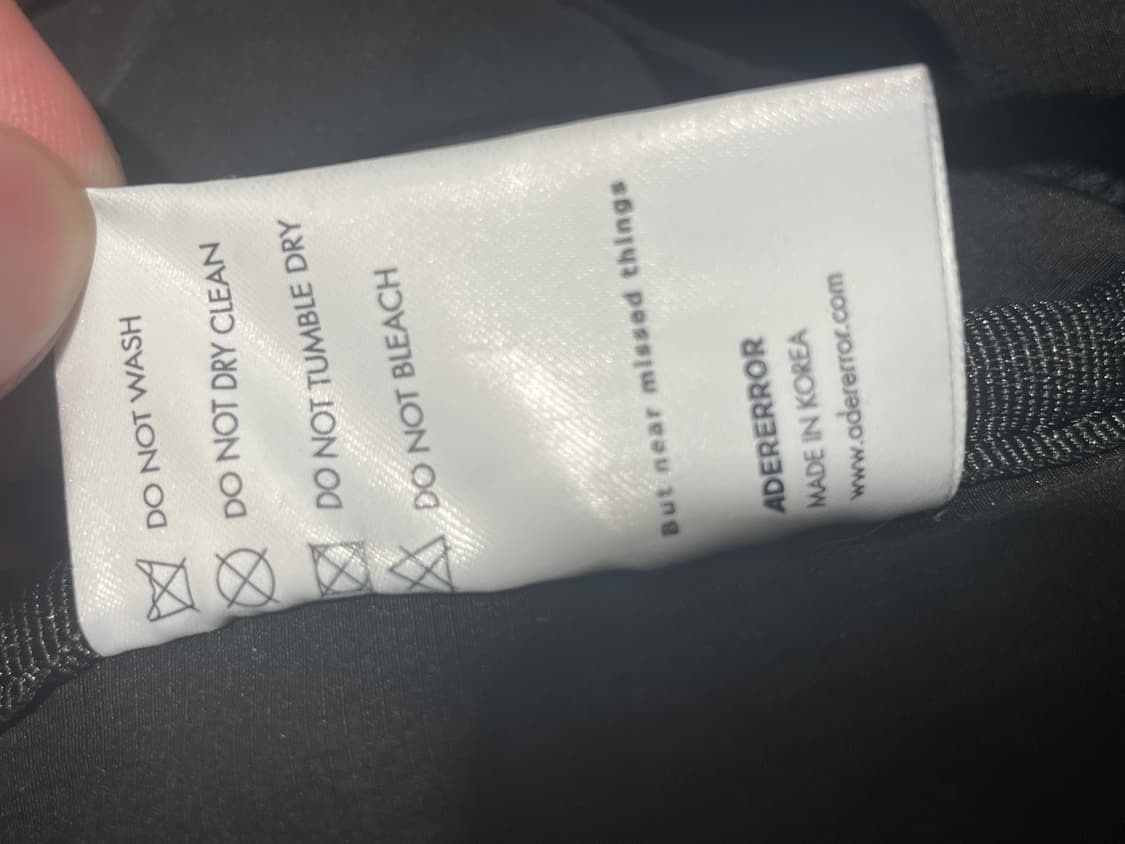 DO NOT WASH
DO NOT DRY CLEAN
DO NOT TUMBLE DRY
DO NOT BLEACH
But near missed things
ADERERROR
MADE IN KOREA
www.adererror.com